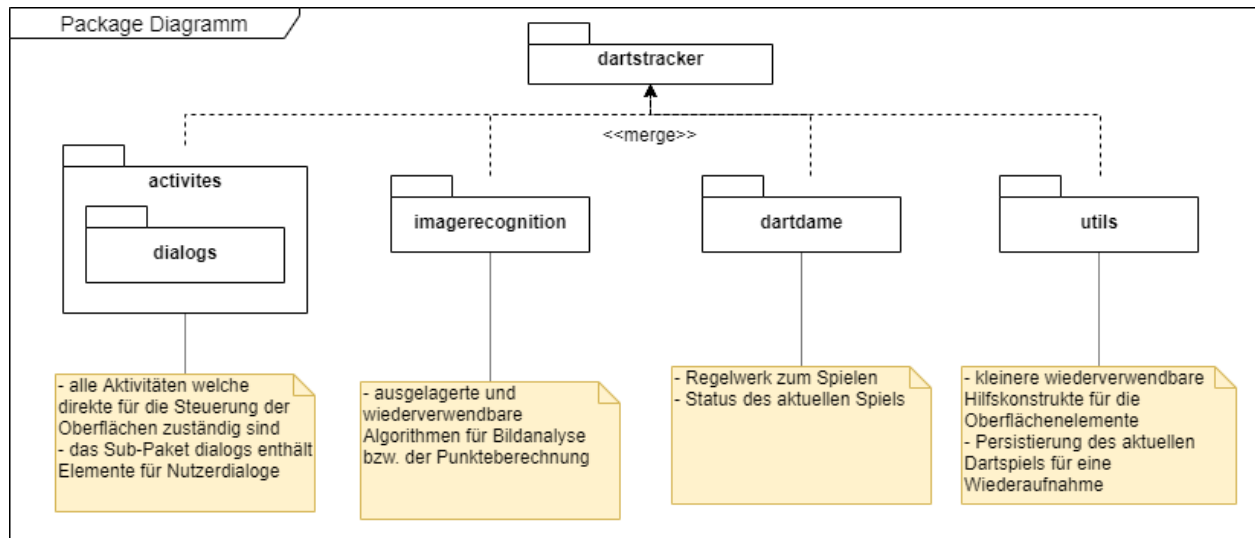 Package Diagramm
dartstracker
<<merge>>
activites
dialogs
imagerecognition
dartdame
utils
- alle Aktivitäten welche
direkte für die Steuerung der
Oberflächen zuständig sind
- das Sub-Paket dialogs enthält
Elemente für Nutzerdialoge
- ausgelagerte und
wiederverwendbare
Algorithmen für Bildanalyse
bzw. der Punkteberechnung
- Regelwerk zum Spielen
- Status des aktuellen Spiels
- kleinere wiederverwendbare
Hilfskonstrukte für die
Oberflächenelemente
- Persistierung des aktuellen
Dartspiels für eine
Wiederaufnahme